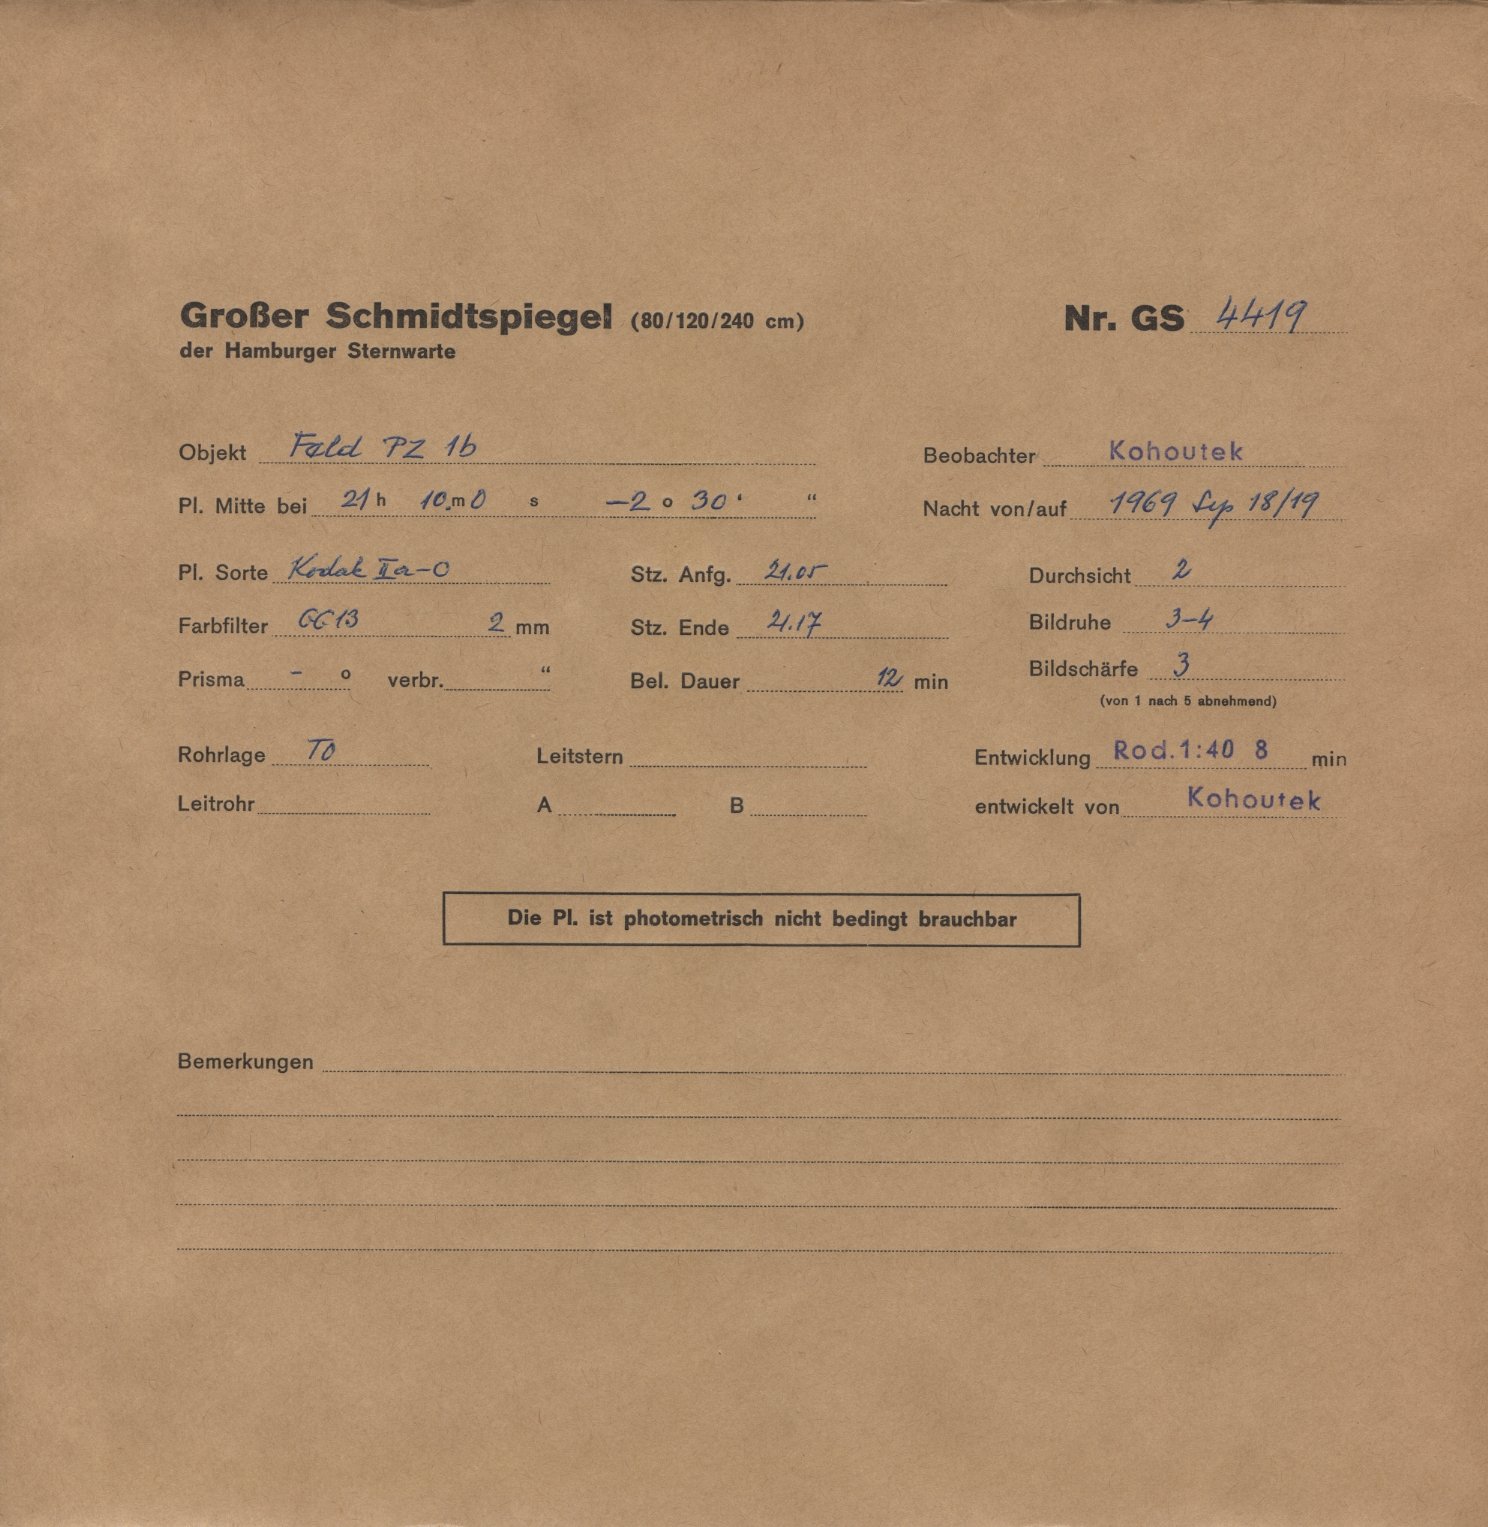 Großer Schmidtspiegel (80/120/240 cm) Nr. GS 4419
der Hamburger Sternwarte
Objekt Feld PZ 1b Beobachter Kohoutek
Pl. Mitte bei 21 h 10. m 0 s -2 o 30 ‘ “ Nacht von/auf 1969 Sep 18/19
Pl. Sorte Kodak IIa-O Stz. Anfg. 21.05 Durchsicht 2
Farbfilter GG13 2 mm Stz. Ende 21.17 Bildruhe 3-4
Prisma - o verbr. “ Bel. Dauer 12 min Bildschärfe 3
(von 1 nach 5 abnehmend)
Rohrlage TO Leitstern Entwicklung Rod.1:40 8 min
Leitrohr A B entwickelt von Kohoutek
Die Pl. ist photometrisch nicht bedingt brauchbar
Bemerkungen